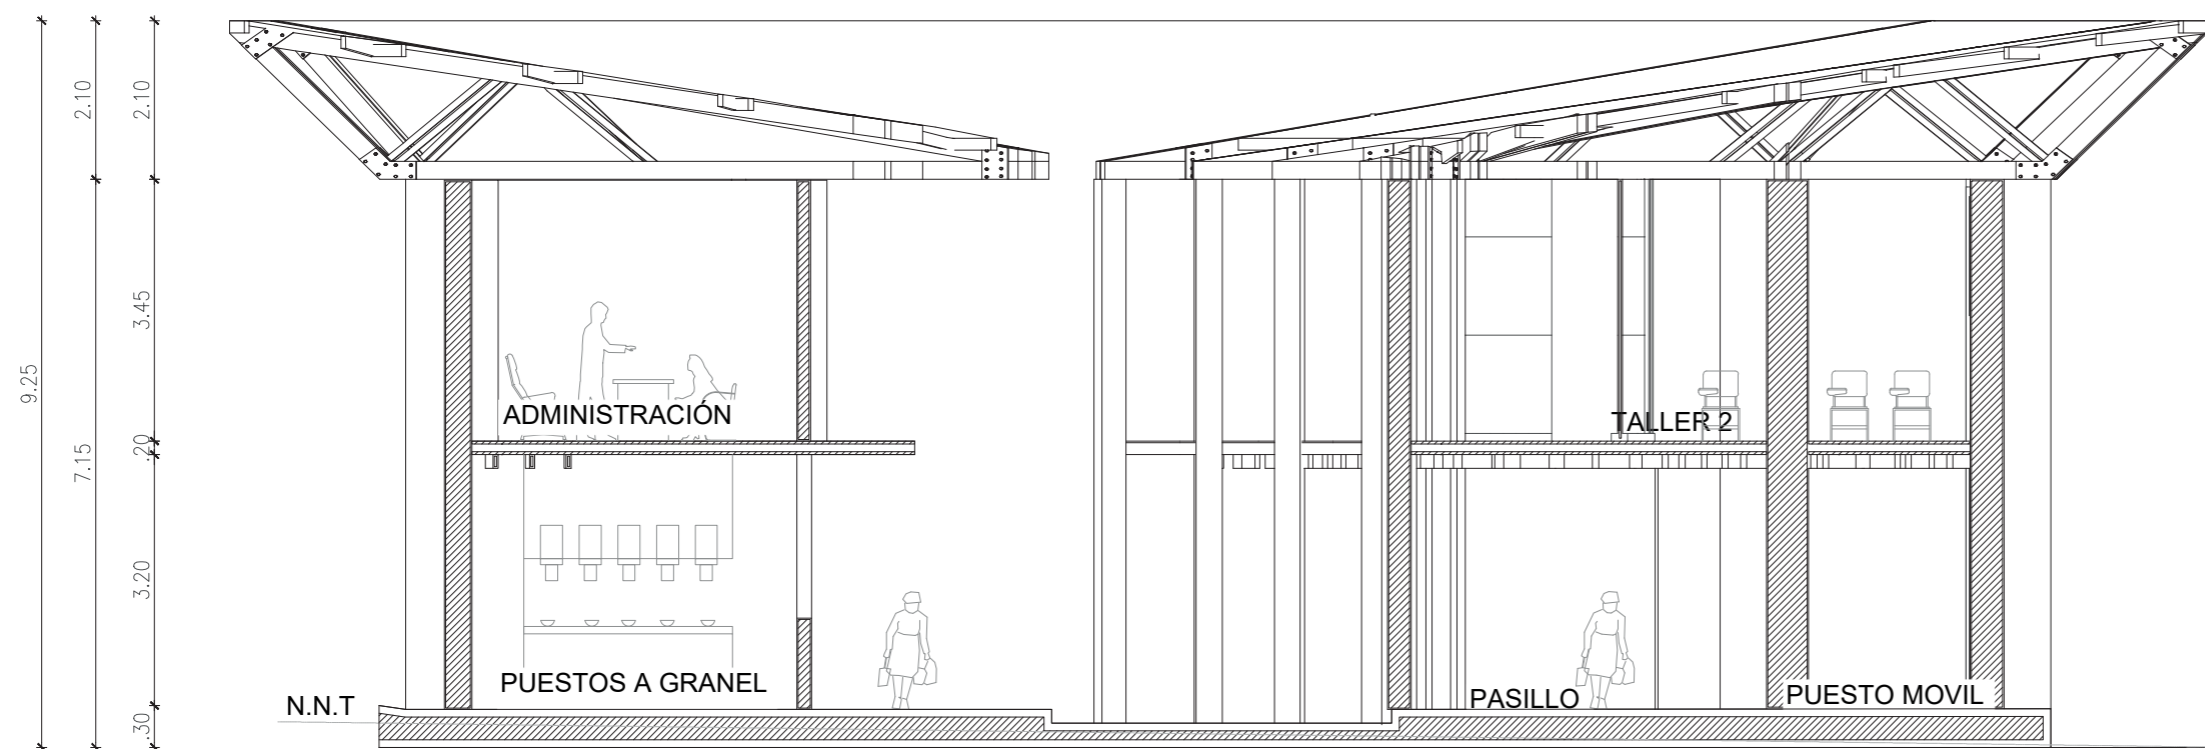 9.25
2.10
7.15
2.10
3.45
.20
3.20
.30
ADMINISTRACIÓN
TALLER 2
PUESTOS A GRANEL
PASILLO
PUESTO MOVIL
N.N.T